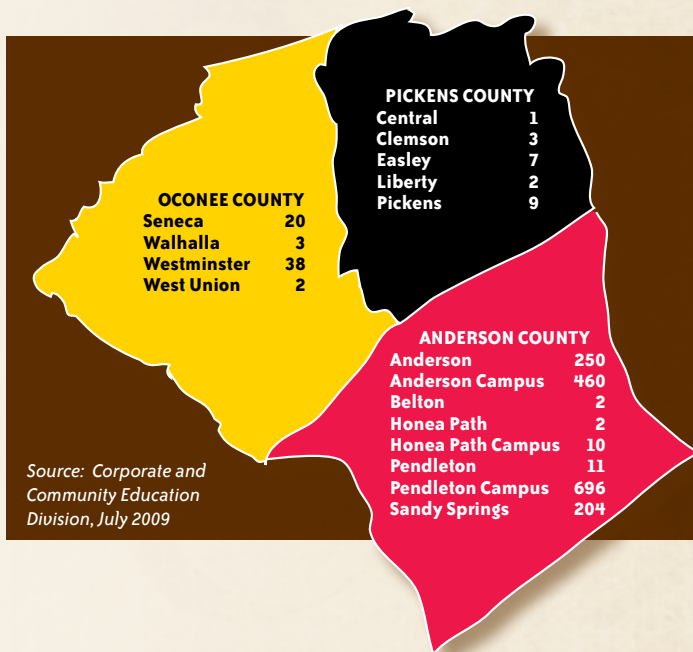 PICKENS COUNTY
Central 1
Clemson 3
Easley 7
Liberty 2
Pickens 9
OCONEE COUNTY
Seneca 20
Walhalla 3
Westminster 38
West Union 2
ANDERSON COUNTY
Anderson 250
Anderson Campus 460
Belton 2
Honea Path 2
Honea Path Campus 10
Pendleton 11
Pendleton Campus 696
Sandy Springs 204
Source: Corporate and
Community Education
Division, July 2009